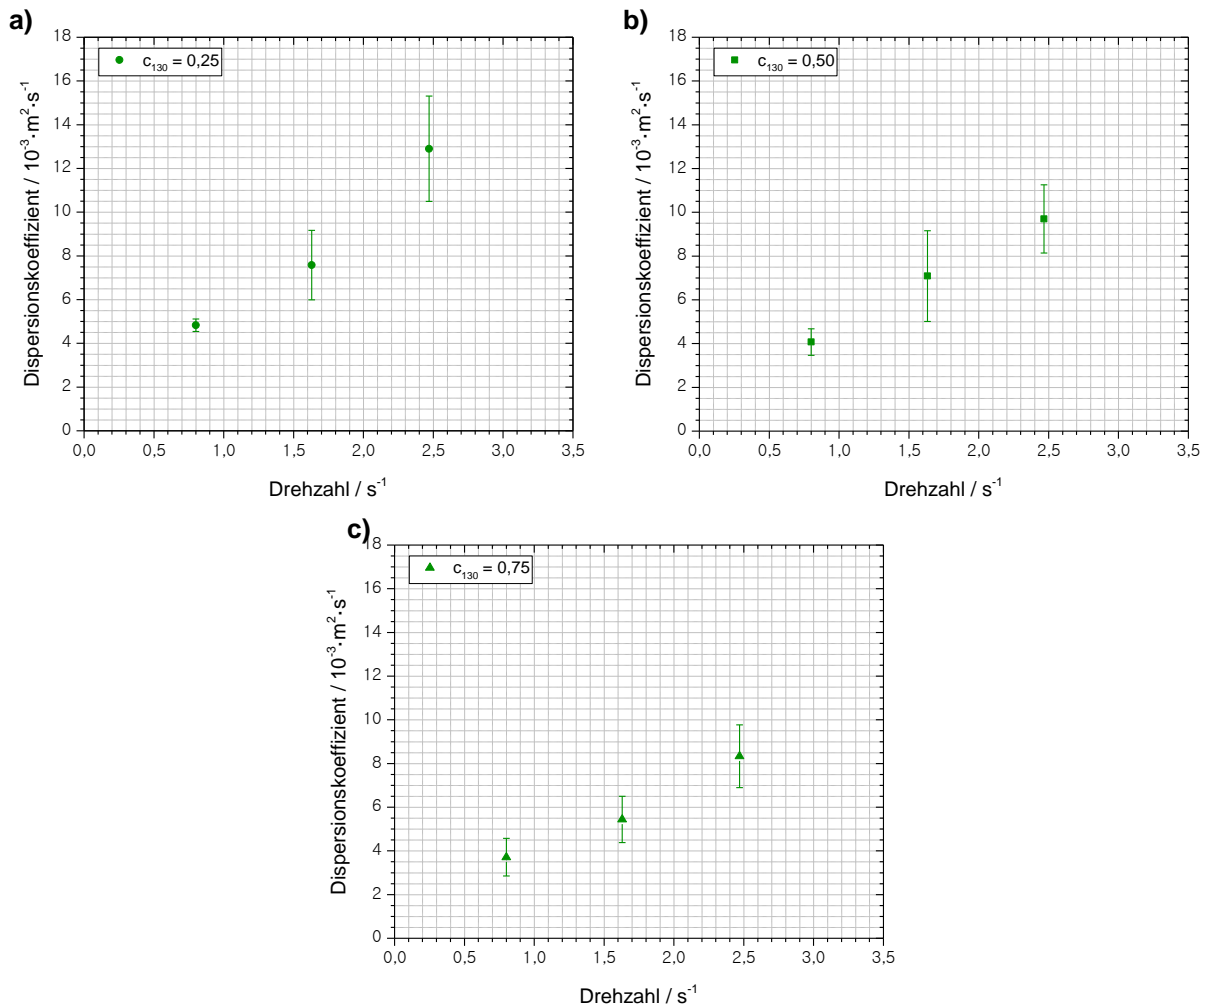 a)
c130 = 0,25
Dispersionskoeffizient / 10-3·m2·s-1
18
16
14
12
10
8
6
4
2
0
0,0 0,5 1,0 1,5 2,0 2,5 3,0 3,5
Drehzahl / s-1
b)
c130 = 0,50
Dispersionskoeffizient / 10-3·m2·s-1
18
16
14
12
10
8
6
4
2
0
0,0 0,5 1,0 1,5 2,0 2,5 3,0 3,5
Drehzahl / s-1
c)
c130 = 0,75
Dispersionskoeffizient / 10-3·m2·s-1
18
16
14
12
10
8
6
4
2
0
0,0 0,5 1,0 1,5 2,0 2,5 3,0 3,5
Drehzahl / s-1